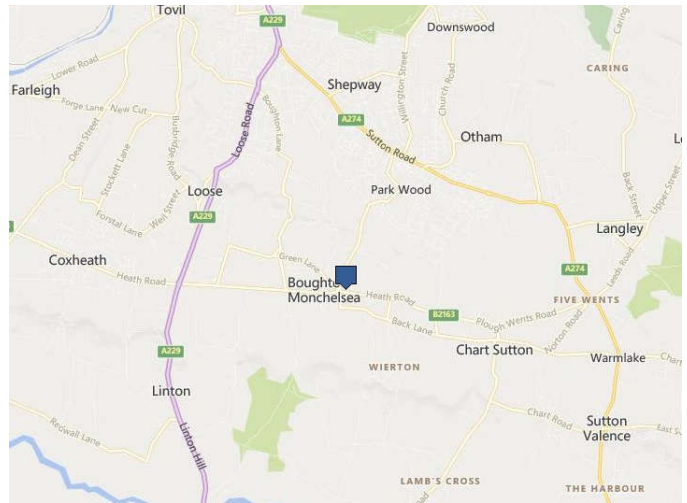 Tovil
A229
Downswood
CARING
Lower Road
Farleigh
Shepway
Willington Street
Church Road
Forge Lane
New Cut
Boughton Lane
A274
Loose Road
Busbridge Road
Dean Street
Stockett Lane
Sutton Road
Otham
Back Street
Upper Street
Loose
Park Wood
Well Street
Forstal Lane
A229
Langley
Coxheath
Green Lane
Leeds Road
A274
Heath Road
Boughton
Monchelsea
Heath Road
FIVE WENTS
B2163
Plough Wents Road
Back Lane
Norton Road
A229
Chart Sutton
Warmlake
WIERTON
Linton
Redwall Lane
Chart Road
Sutton
Valence
Linton Hill
LAMB'S CROSS
THE HARBOUR